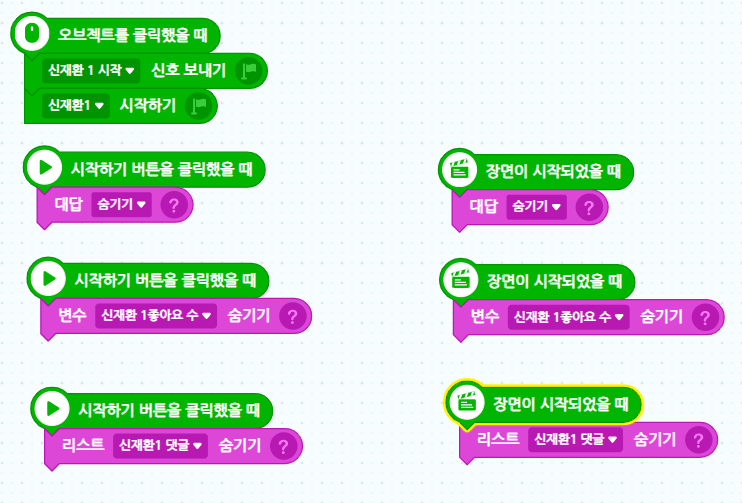 오브젝트를 클릭했을 때
신재환 1 시작 ▼ 신호 보내기
신재환1 ▼ 시작하기
시작하기 버튼을 클릭했을 때
대답 숨기기 ▼ ?
장면이 시작되었을 때
대답 숨기기 ▼ ?
시작하기 버튼을 클릭했을 때
변수 신재환 1좋아요 수 ▼ 숨기기 ?
장면이 시작되었을 때
변수 신재환 1좋아요 수 ▼ 숨기기 ?
시작하기 버튼을 클릭했을 때
리스트 신재환1 댓글 ▼ 숨기기 ?
장면이 시작되었을 때
리스트 신재환1 댓글 ▼ 숨기기 ?